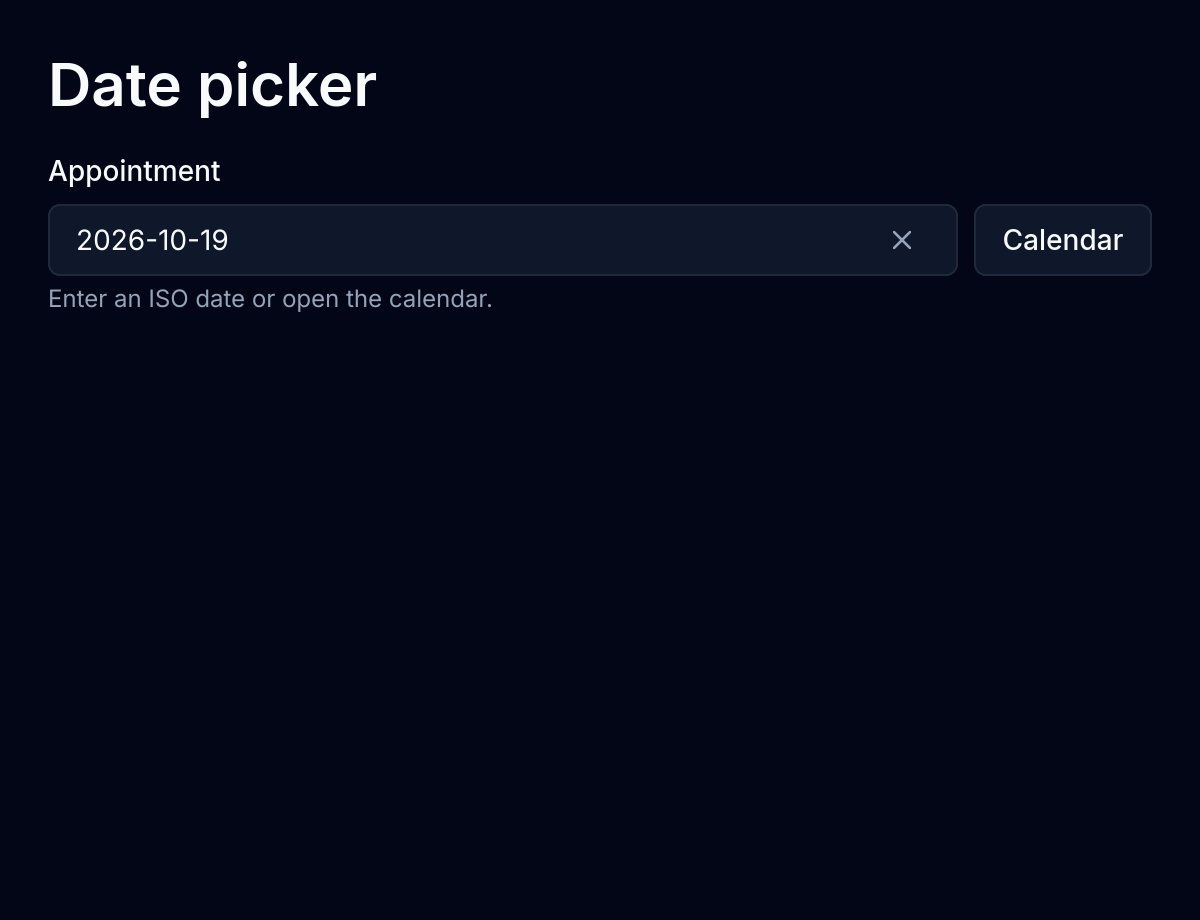 Date picker
Appointment
2026-10-19
Calendar
Enter an ISO date or open the calendar.